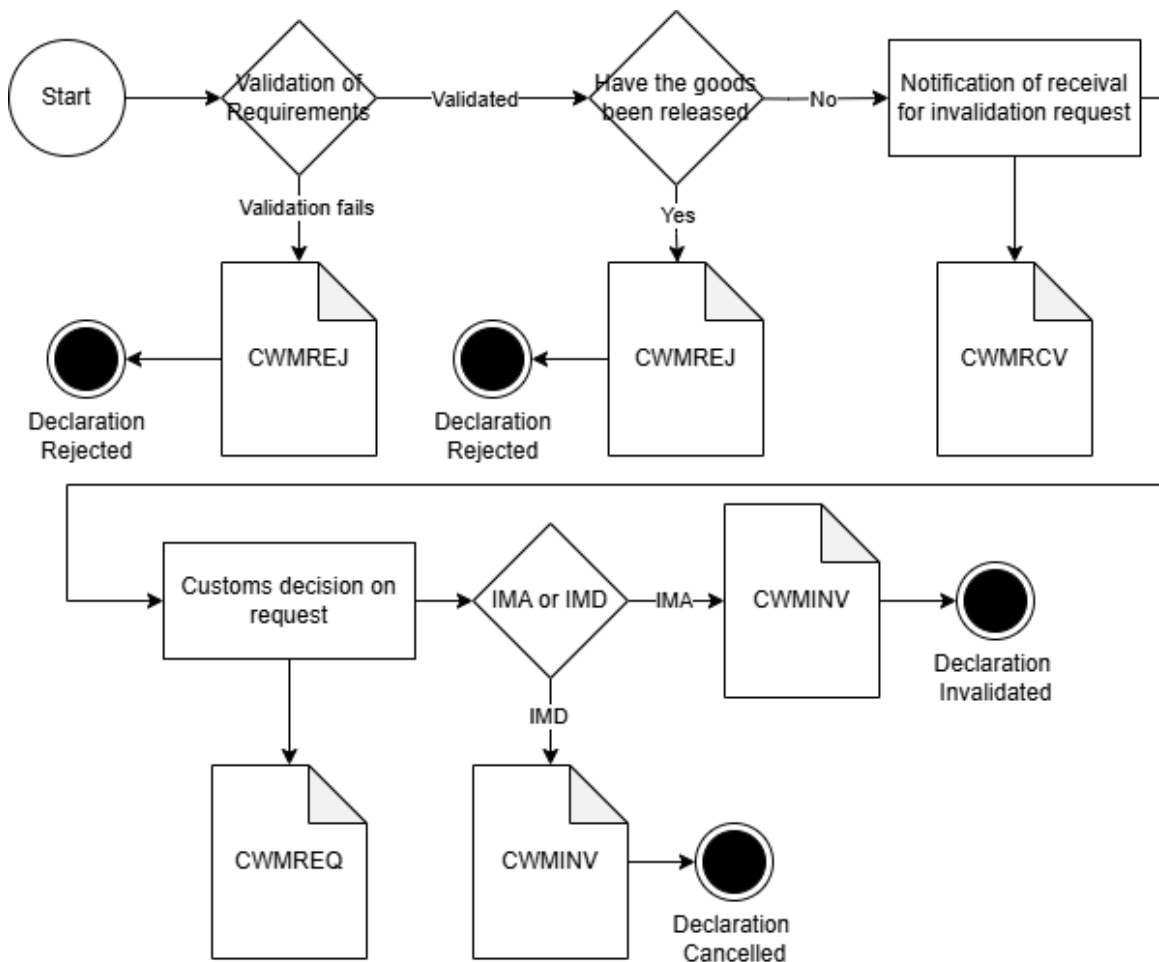 Start
Validation of
Requirements
Validated
Have the goods
been released
No
Notification of receival
for invalidation request
Validation fails
Yes
CWMREJ
CWMREJ
CWMRCV
Declaration
Rejected
Declaration
Rejected
Customs decision on
request
IMA or IMD
IMA
CWMINV
Declaration
Invalidated
IMD
CWMREQ
CWMINV
Declaration
Cancelled